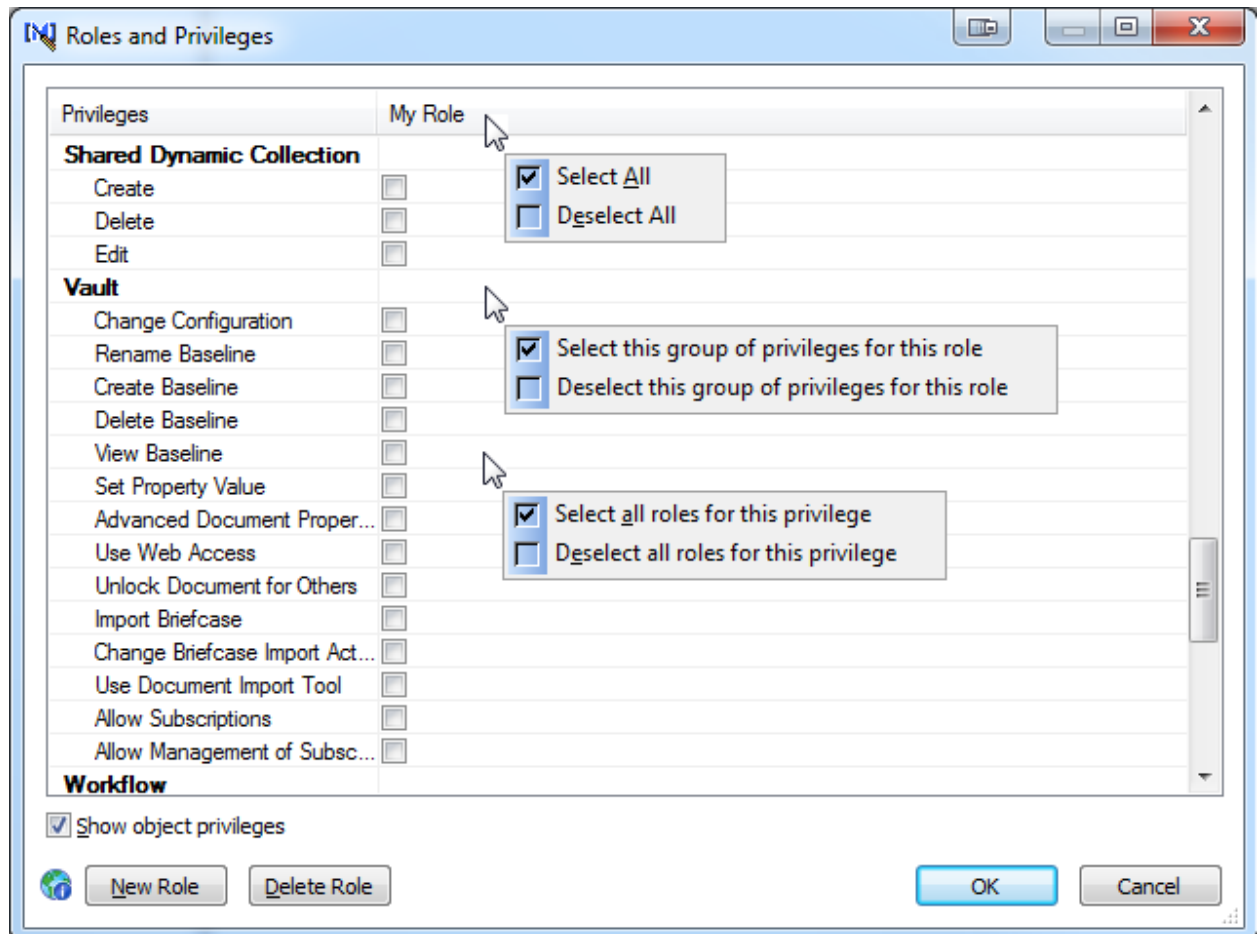 Roles and Privileges
Privileges My Role
Shared Dynamic Collection
Create
Select All
Delete
Deselect All
Edit
Vault
Change Configuration
Select this group of privileges for this role
Rename Baseline
Create Baseline
Deselect this group of privileges for this role
Delete Baseline
View Baseline
Set Property Value
Advanced Document Proper...
Select all roles for this privilege
Use Web Access
Deselect all roles for this privilege
Unlock Document for Others
Import Briefcase
Change Briefcase Import Act...
Use Document Import Tool
Allow Subscriptions
Allow Management of Subsc...
Workflow
Show object privileges
New Role Delete Role OK Cancel